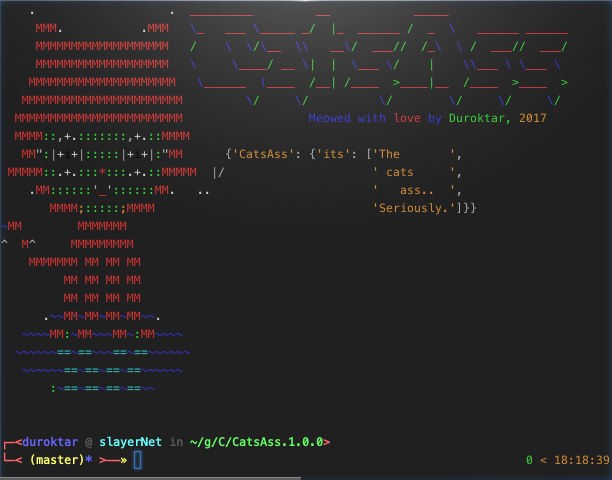 CatsAss
Meowed with love by Duroktar, 2017
{'CatsAss': {'its': ['The      ',
' cats     ',
'   ass..  ',
'Seriously.']}}
┌─<duroktar @ slayerNet in ~/g/C/CatsAss.1.0.0>
└─< (master)* >──»
0 < 18:18:39